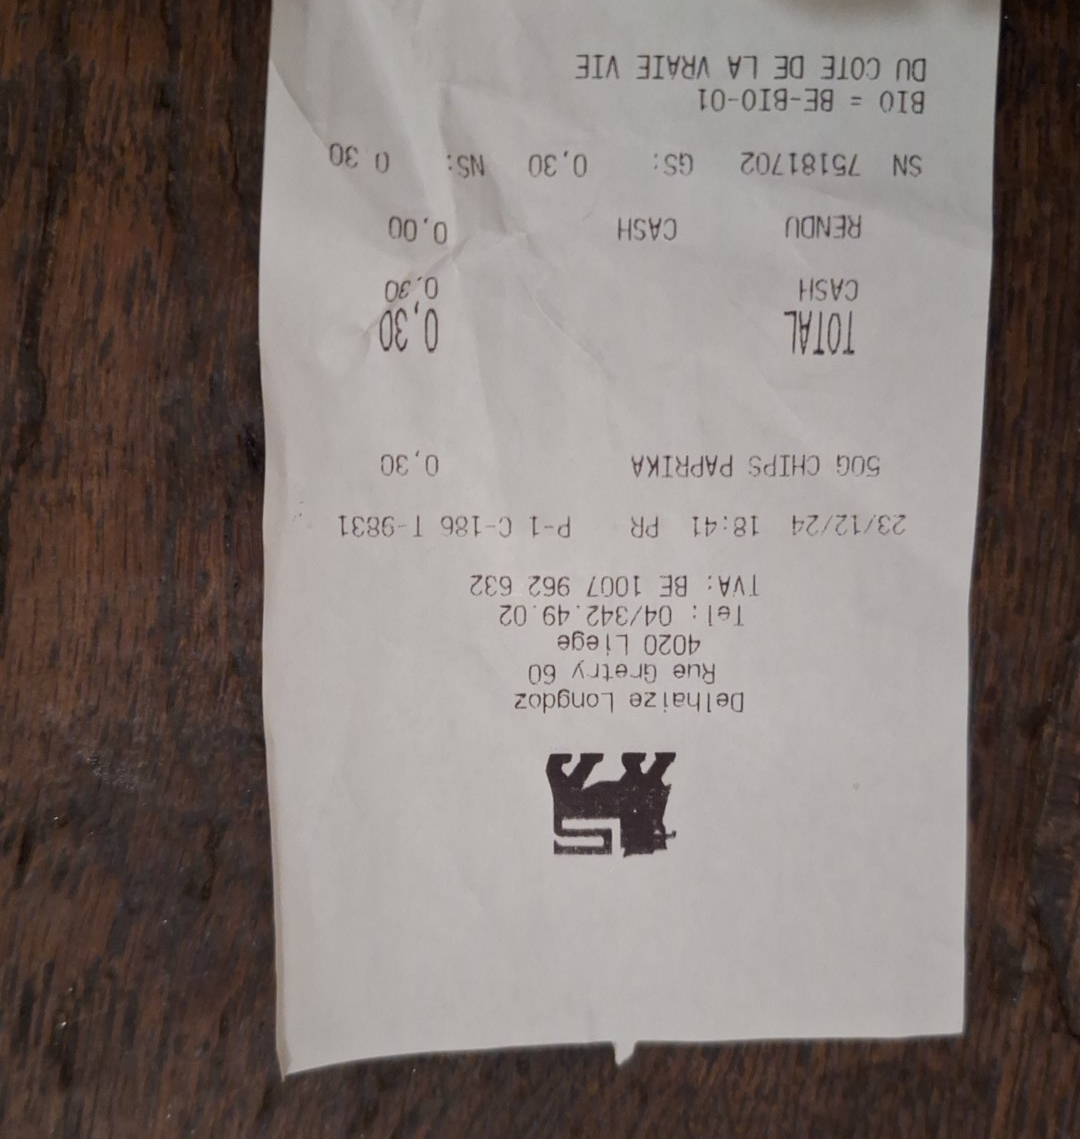 Delhaize Longdoz
Rue Gretry 60
4020 Liege
Tel: 04/342.49.02
TVA: BE 1007 962 632
23/12/24 18:41 PR P-1 C-186 T-9831
50G CHIPS PAPRIKA 0,30
TOTAL 0,30
CASH 0,30
RENDU CASH 0,00
SN 75181702 GS: 0,30 NS: 0 30
BIO = BE-BIO-01
DU COTE DE LA VRAIE VIE